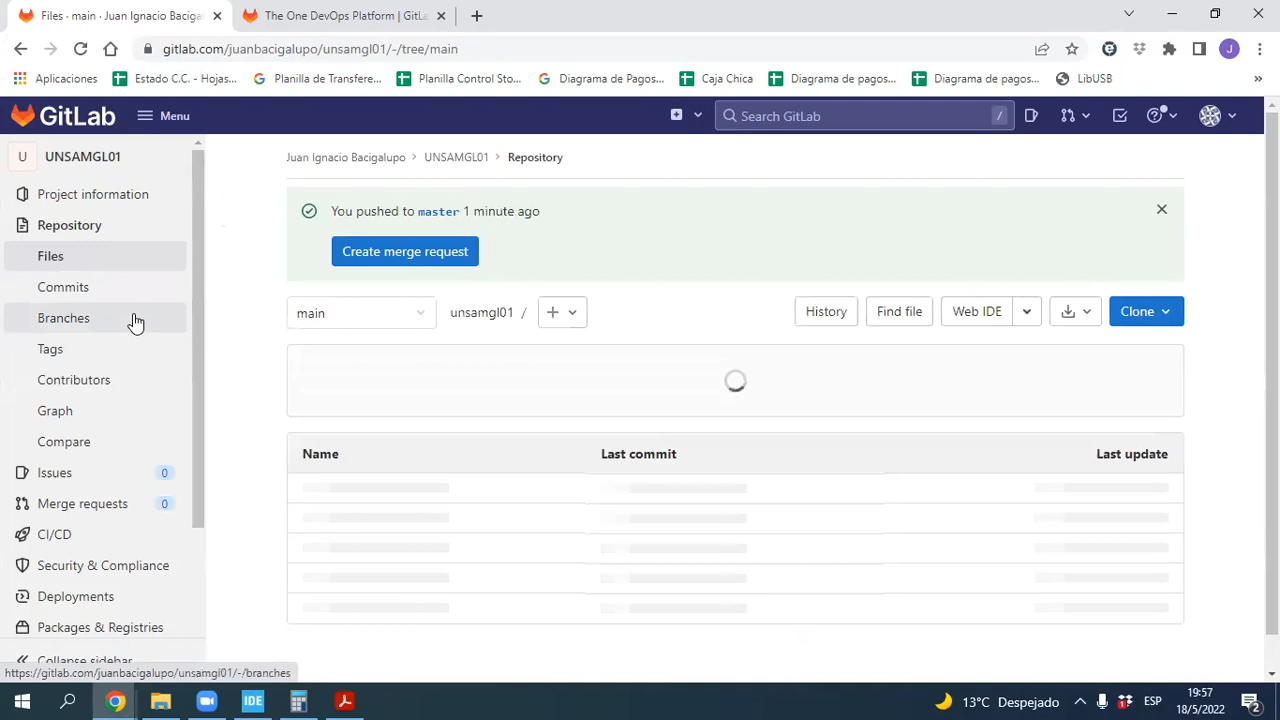 Files · main · Juan Ignacio Baciga
The One DevOps Platform | GitLa
gitlab.com/juanbacigalupo/unsamgl01/-/tree/main
J
Aplicaciones
Estado C.C. - Hojas...
Planilla de Transfere...
Planilla Control Sto...
Diagrama de Pagos...
Caja Chica
Diagrama de pagos...
Diagrama de pagos...
LibUSB
»
GitLab
Menu
Search GitLab
/
U
UNSAMGL01
Project information
Repository
Files
Commits
Branches
Tags
Contributors
Graph
Compare
Issues
0
Merge requests
0
CI/CD
Security & Compliance
Deployments
Packages & Registries
Collapse sidebar
Juan Ignacio Bacigalupo > UNSAMGL01 > Repository
You pushed to master 1 minute ago
Create merge request
main
unsamgl01 /
History
Find file
Web IDE
Clone
Name
Last commit
Last update
https://gitlab.com/juanbacigalupo/unsamgl01/-/branches
IDE
13°C Despejado
1
ESP
19:57
18/5/2022
2